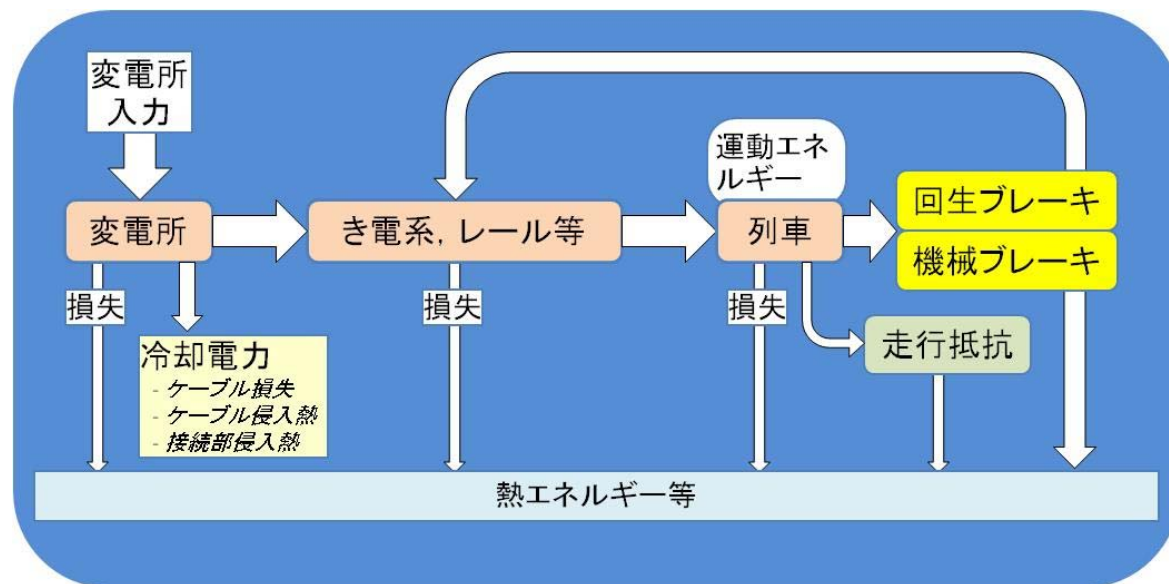 変電所
入力
運動エネ
ルギー
変電所
き電系, レール等
列車
回生ブレーキ
機械ブレーキ
損失
損失
損失
冷却電力
- ケーブル損失
- ケーブル侵入熱
- 接続部侵入熱
走行抵抗
熱エネルギー等